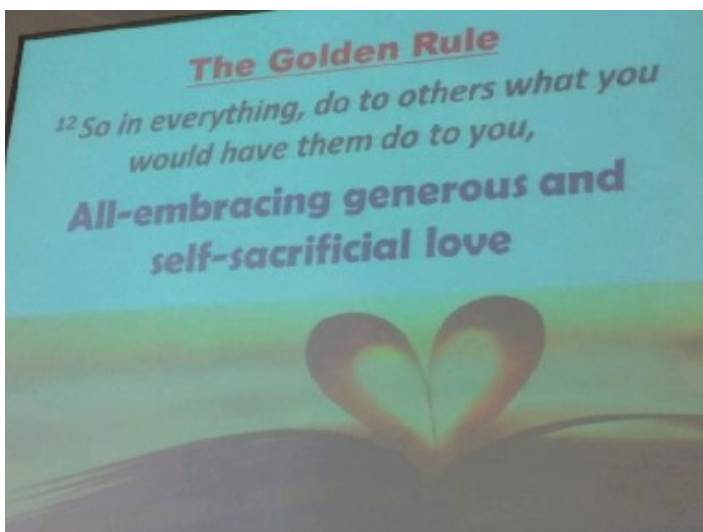 The Golden Rule
12 So in everything, do to others what you
would have them do to you,
All-embracing generous and
self-sacrificial love